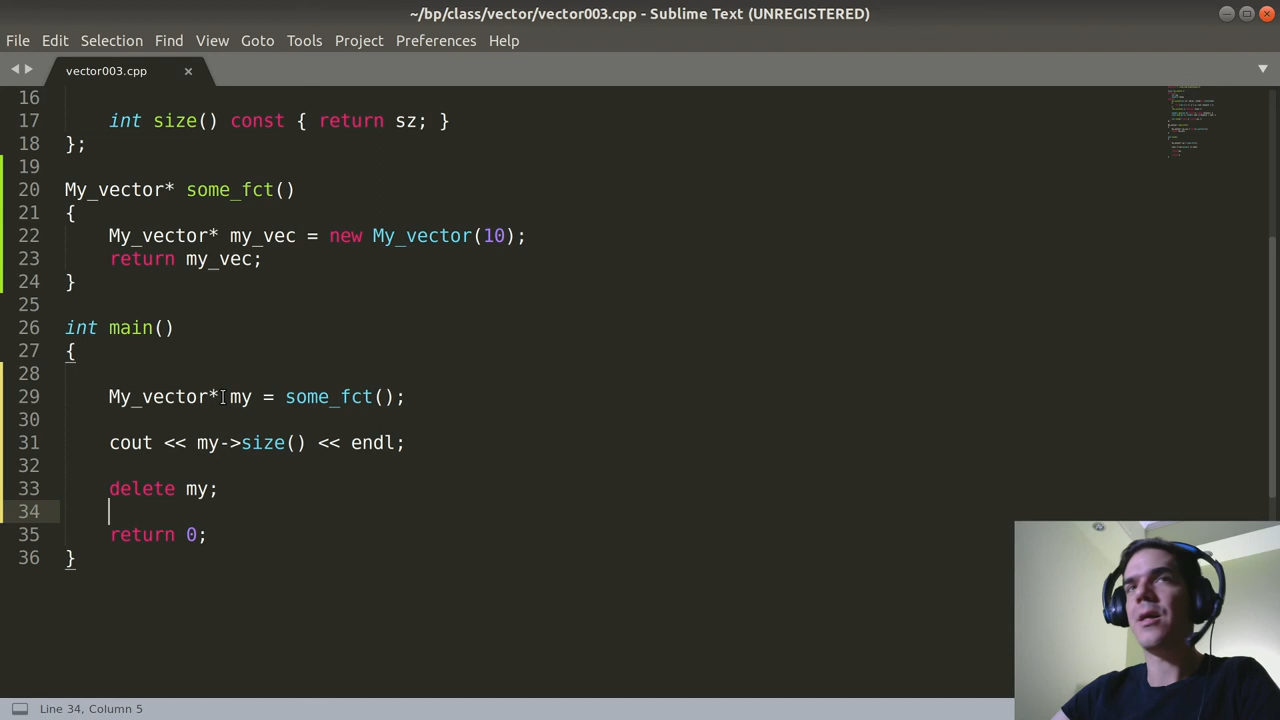 ~/bp/class/vector/vector003.cpp - Sublime Text (UNREGISTERED)
File Edit Selection Find View Goto Tools Project Preferences Help
vector003.cpp
16
17 int size() const { return sz; }
18 };
19
20 My_vector* some_fct()
21 {
22 My_vector* my_vec = new My_vector(10);
23 return my_vec;
24 }
25
26 int main()
27 {
28
29 My_vector* my = some_fct();
30
31 cout << my->size() << endl;
32
33 delete my;
34
35 return 0;
36 }
Line 34, Column 5